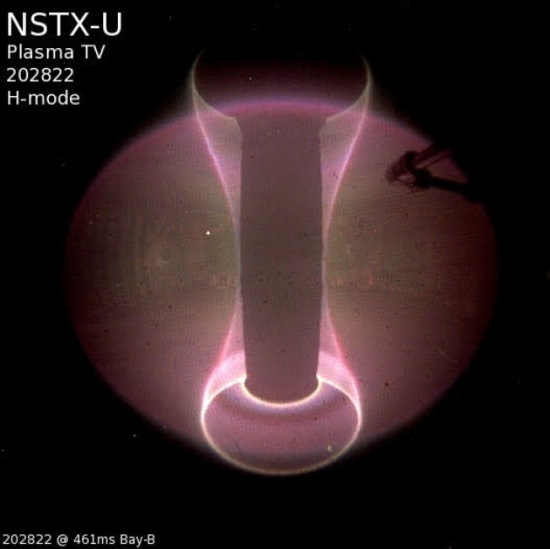 NSTX-U
Plasma TV
202822
H-mode
202822 @ 461ms Bay-B